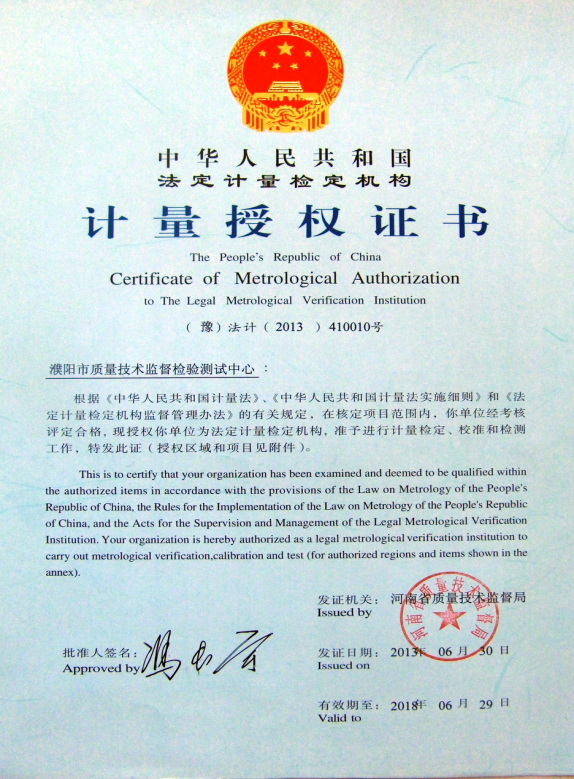 中华人民共和国
法定计量检定机构
计量授权证书
The People's Republic of China
Certificate of Metrological Authorization
to The Legal Metrological Verification Institution
（豫）法计（2013 ）410010号
濮阳市质量技术监督检验测试中心：
根据《中华人民共和国计量法》、《中华人民共和国计量法实施细则》和《法
定计量检定机构监督管理办法》的有关规定，在核定项目范围内，你单位经考核
评定合格，现授权你单位为法定计量检定机构，准予进行计量检定、校准和检测
工作，特发此证（授权区域和项目见附件）。
This is to certify that your organization has been examined and deemed to be qualified within
the authorized items in accordance with the provisions of the Law on Metrology of the People's
Republic of China, the Rules for the Implementation of the Law on Metrology of the People's Republic
of China, and the Acts for the Supervision and Management of the Legal Metrological Verification
Institution. Your organization is hereby authorized as a legal metrological verification institution to
carry out metrological verification,calibration and test (for authorized regions and items shown in the
annex).
发证机关：河南省质量技术监督局
Issued by
河南省质量技术监督局
批准人签名：
Approved by
发证日期：2013年 06 月 30 日
Issued on
有效期至：2018年 06 月 29 日
Valid to